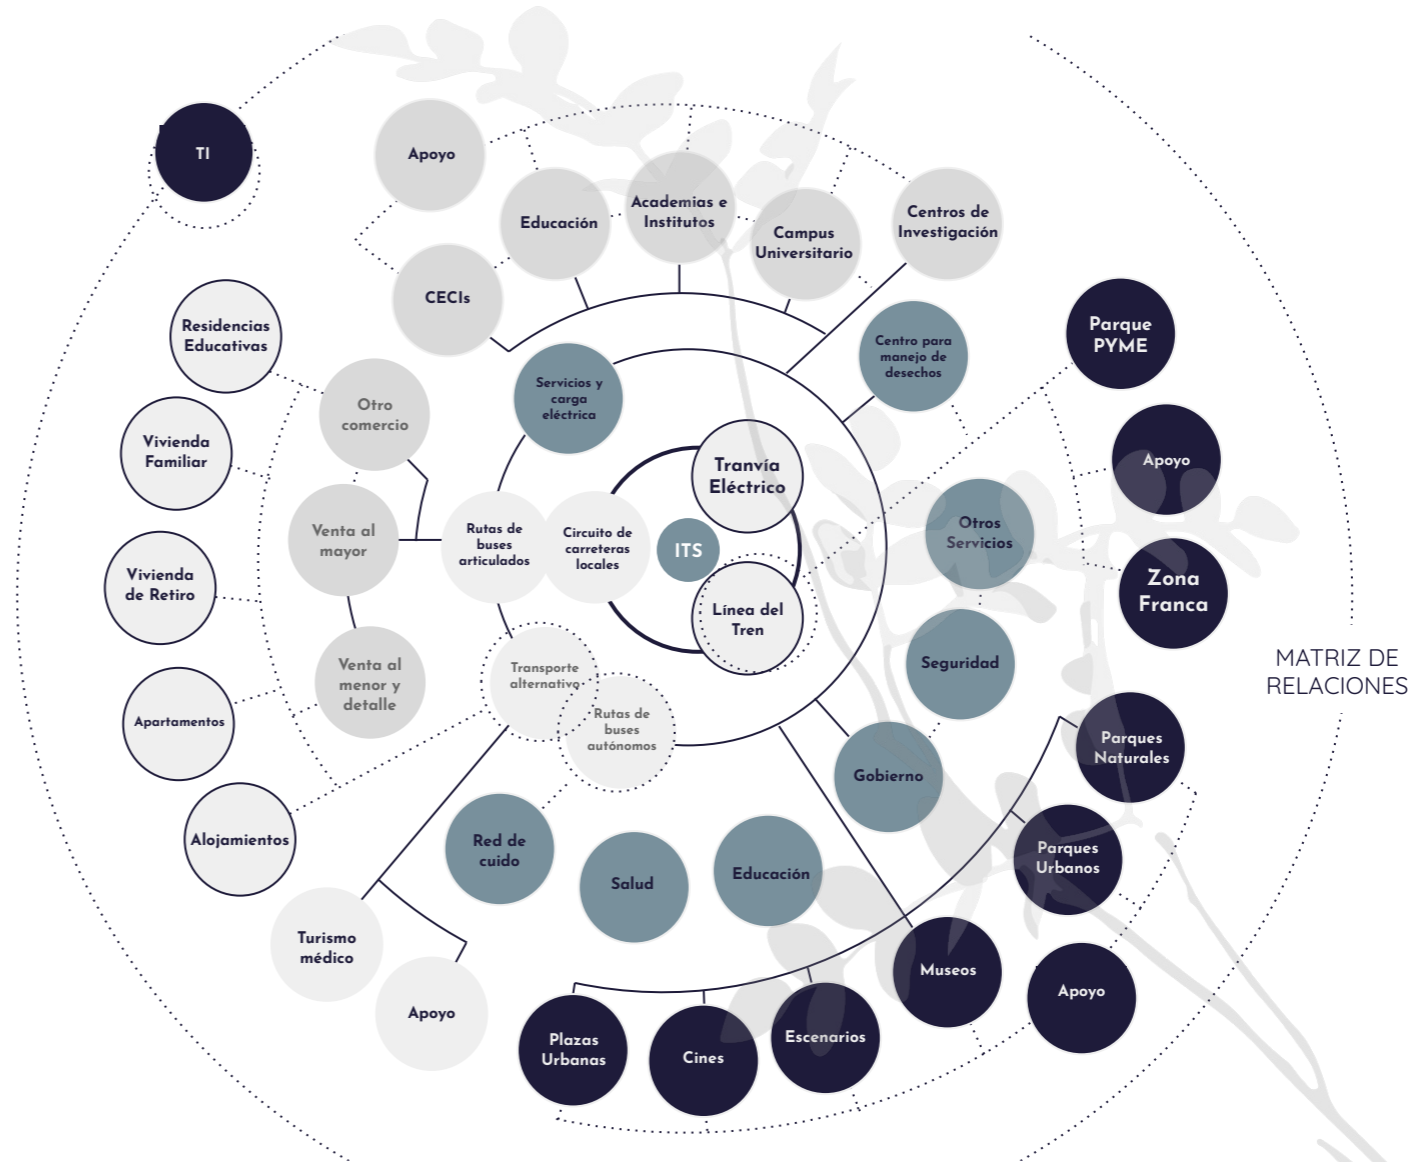 TI
Apoyo
Educación
Academias e
Institutos
Campus
Universitario
Centros de
Investigación
CECIs
Residencias
Educativas
Otro
comercio
Servicios y
carga
eléctrica
Centro para
manejo de
desechos
Parque
PYME
Vivienda
Familiar
Tranvía
Eléctrico
Apoyo
Venta al
mayor
Rutas de
buses
articulados
Circuito de
carreteras
locales
ITS
Otros
Servicios
Vivienda
de Retiro
Línea del
Tren
Zona
Franca
Venta al
menor y
detalle
Transporte
alternativo
Seguridad
MATRIZ DE
RELACIONES
Apartamentos
Rutas de
buses
autónomos
Gobierno
Parques
Naturales
Alojamientos
Red de
cuido
Salud
Educación
Parques
Urbanos
Turismo
médico
Apoyo
Plazas
Urbanas
Cines
Escenarios
Museos
Apoyo